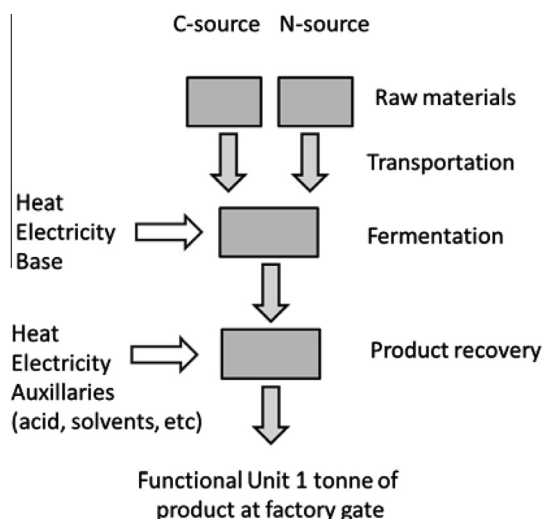 C-source N-source
Raw materials
Transportation
Heat
Electricity
Base
Fermentation
Heat
Electricity
Auxillaries
(acid, solvents, etc)
Product recovery
Functional Unit 1 tonne of
product at factory gate